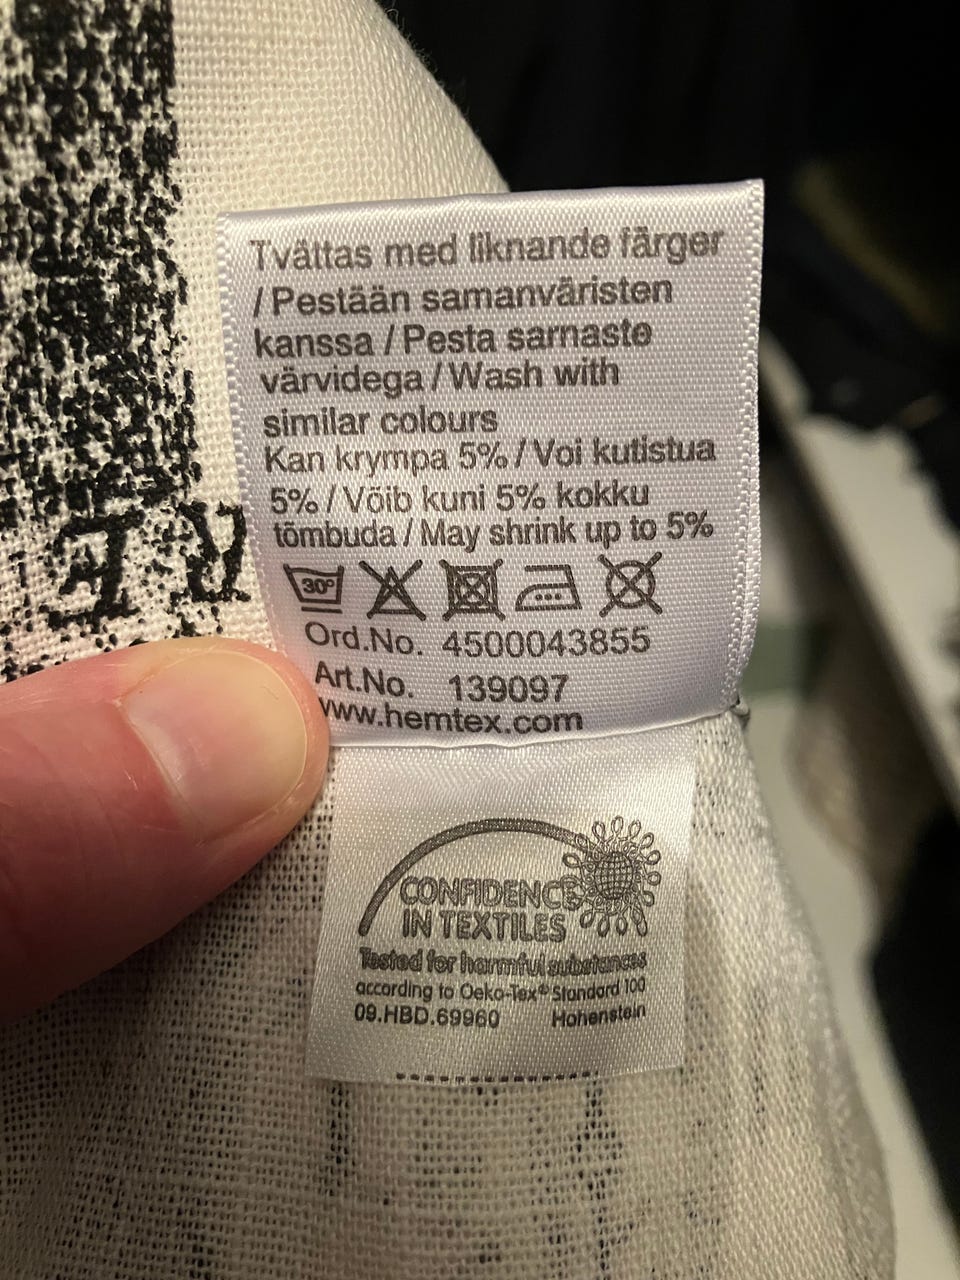 Tvättas med liknande färger
/ Pestään samanväristen
kanssa / Pesta sarnaste
värvidega / Wash with
similar colours
Kan krympa 5% / Voi kutistua
5% / Võib kuni 5% kokku
tõmbuda / May shrink up to 5%
30°
Ord.No. 4500043855
Art.No. 139097
www.hemtex.com
CONFIDENCE
IN TEXTILES
Tested for harmful substances
according to Oeko-Tex® Standard 100
09.HBD.69960 Hohenstein